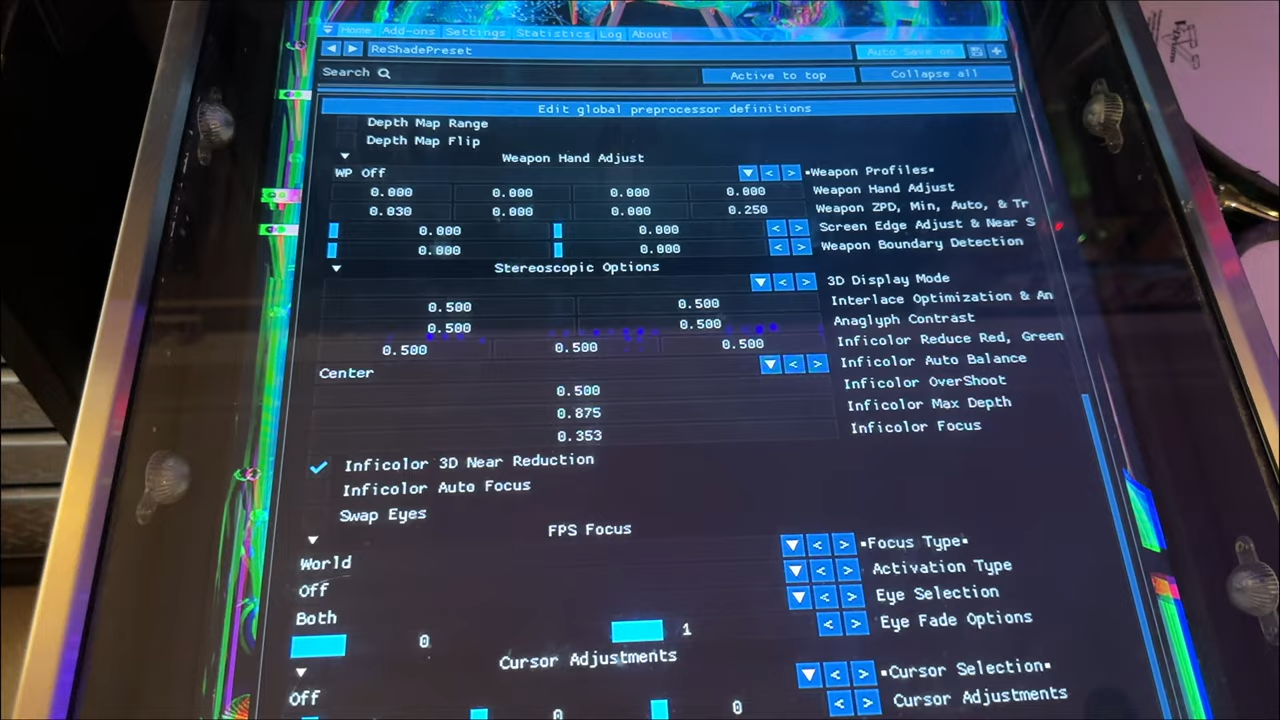 Home Add-ons Settings Statistics Log About
ReShadePreset Auto Save on
Search Active to top Collapse all
Edit global preprocessor definitions
Depth Map Range
Depth Map Flip
Weapon Hand Adjust
WP Off ▪Weapon Profiles▪
0.000 0.000 0.000 0.000 Weapon Hand Adjust
0.030 0.000 0.000 0.250 Weapon ZPD, Min, Auto, & Tr
0.000 0.000 < > Screen Edge Adjust & Near S
0.000 0.000 < > Weapon Boundary Detection
Stereoscopic Options
< > 3D Display Mode
0.500 0.500 Interlace Optimization & An
0.500 0.500 Anaglyph Contrast
0.500 0.500 0.500 Inficolor Reduce Red, Green
Center < > Inficolor Auto Balance
0.500 Inficolor OverShoot
0.875 Inficolor Max Depth
0.353 Inficolor Focus
Inficolor 3D Near Reduction
Inficolor Auto Focus
Swap Eyes
FPS Focus
World < > ▪Focus Type▪
Off < > Activation Type
Both < > Eye Selection
0 1 < > Eye Fade Options
Cursor Adjustments
Off < > ▪Cursor Selection▪
0 0 < > Cursor Adjustments